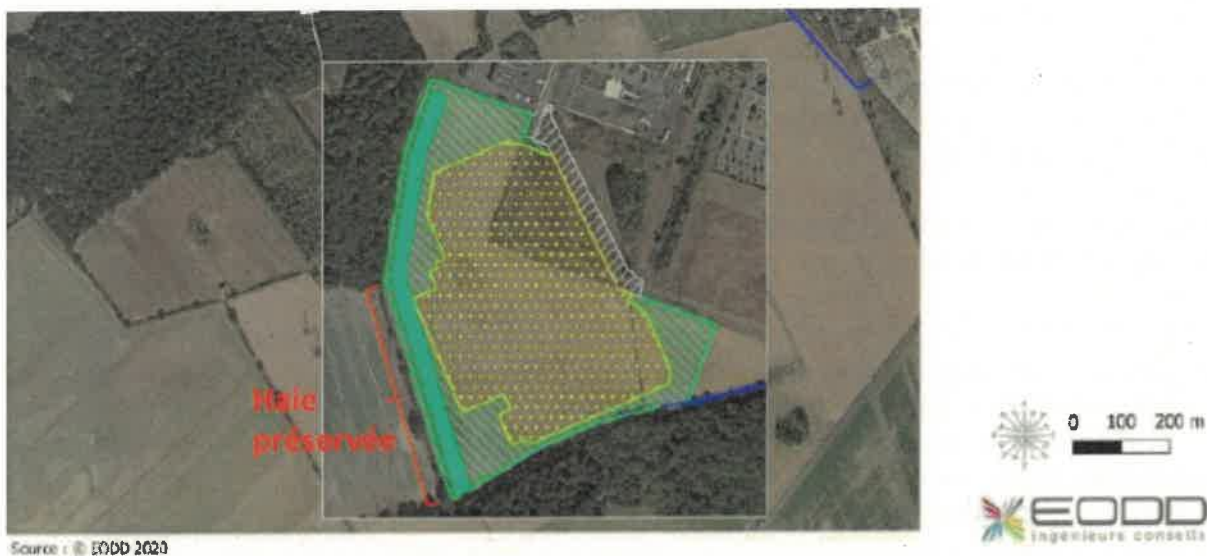 Haie
préservée
0 100 200 m
EODD
ingénieurs conseils
Source : © EODD 2020